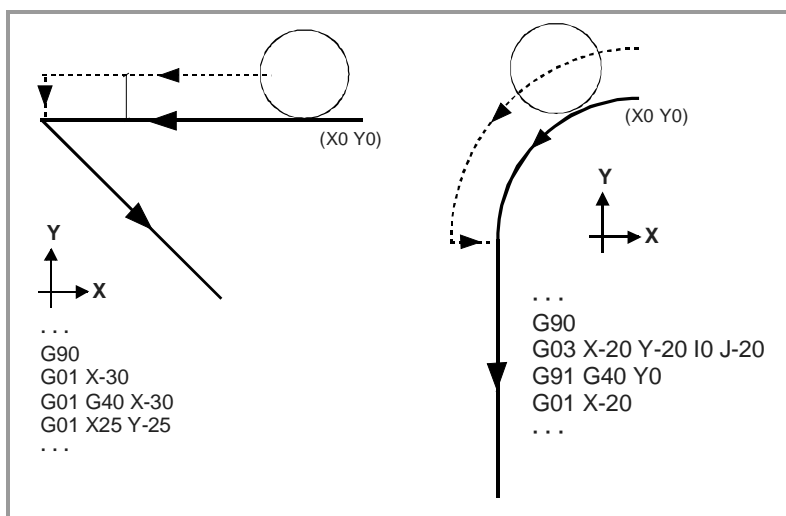 (X0 Y0)
Y
X
. . .
G90
G01 X-30
G01 G40 X-30
G01 X25 Y-25
. . .
(X0 Y0)
Y
X
. . .
G90
G03 X-20 Y-20 I0 J-20
G91 G40 Y0
G01 X-20
. . .